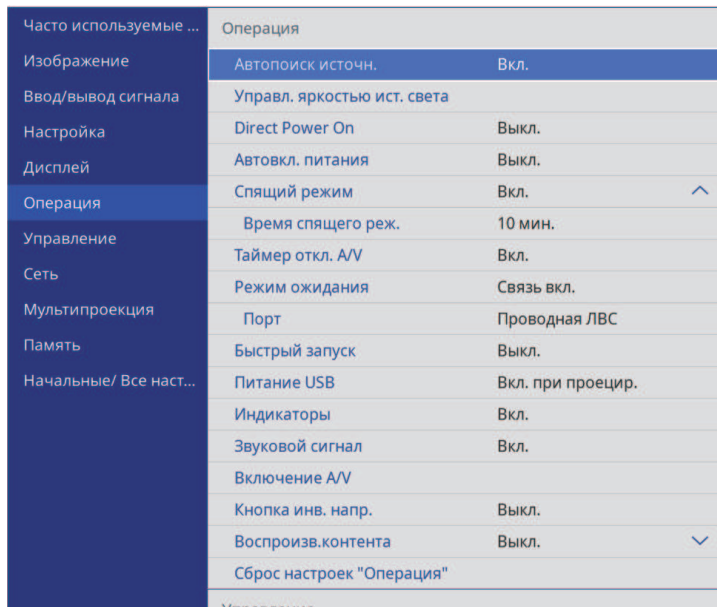 Часто используемые ...
Изображение
Ввод/вывод сигнала
Настройка
Дисплей
Операция
Управление
Сеть
Мультипроекция
Память
Начальные/ Все наст...
Операция
Автопоиск источн. Вкл.
Управл. яркостью ист. света
Direct Power On Выкл.
Автовкл. питания Выкл.
Спящий режим Вкл.
Время спящего реж. 10 мин.
Таймер откл. A/V Вкл.
Режим ожидания Связь вкл.
Порт Проводная ЛВС
Быстрый запуск Выкл.
Питание USB Вкл. при проецир.
Индикаторы Вкл.
Звуковой сигнал Вкл.
Включение A/V
Кнопка инв. напр. Выкл.
Воспроизв.контента Выкл.
Сброс настроек "Операция"